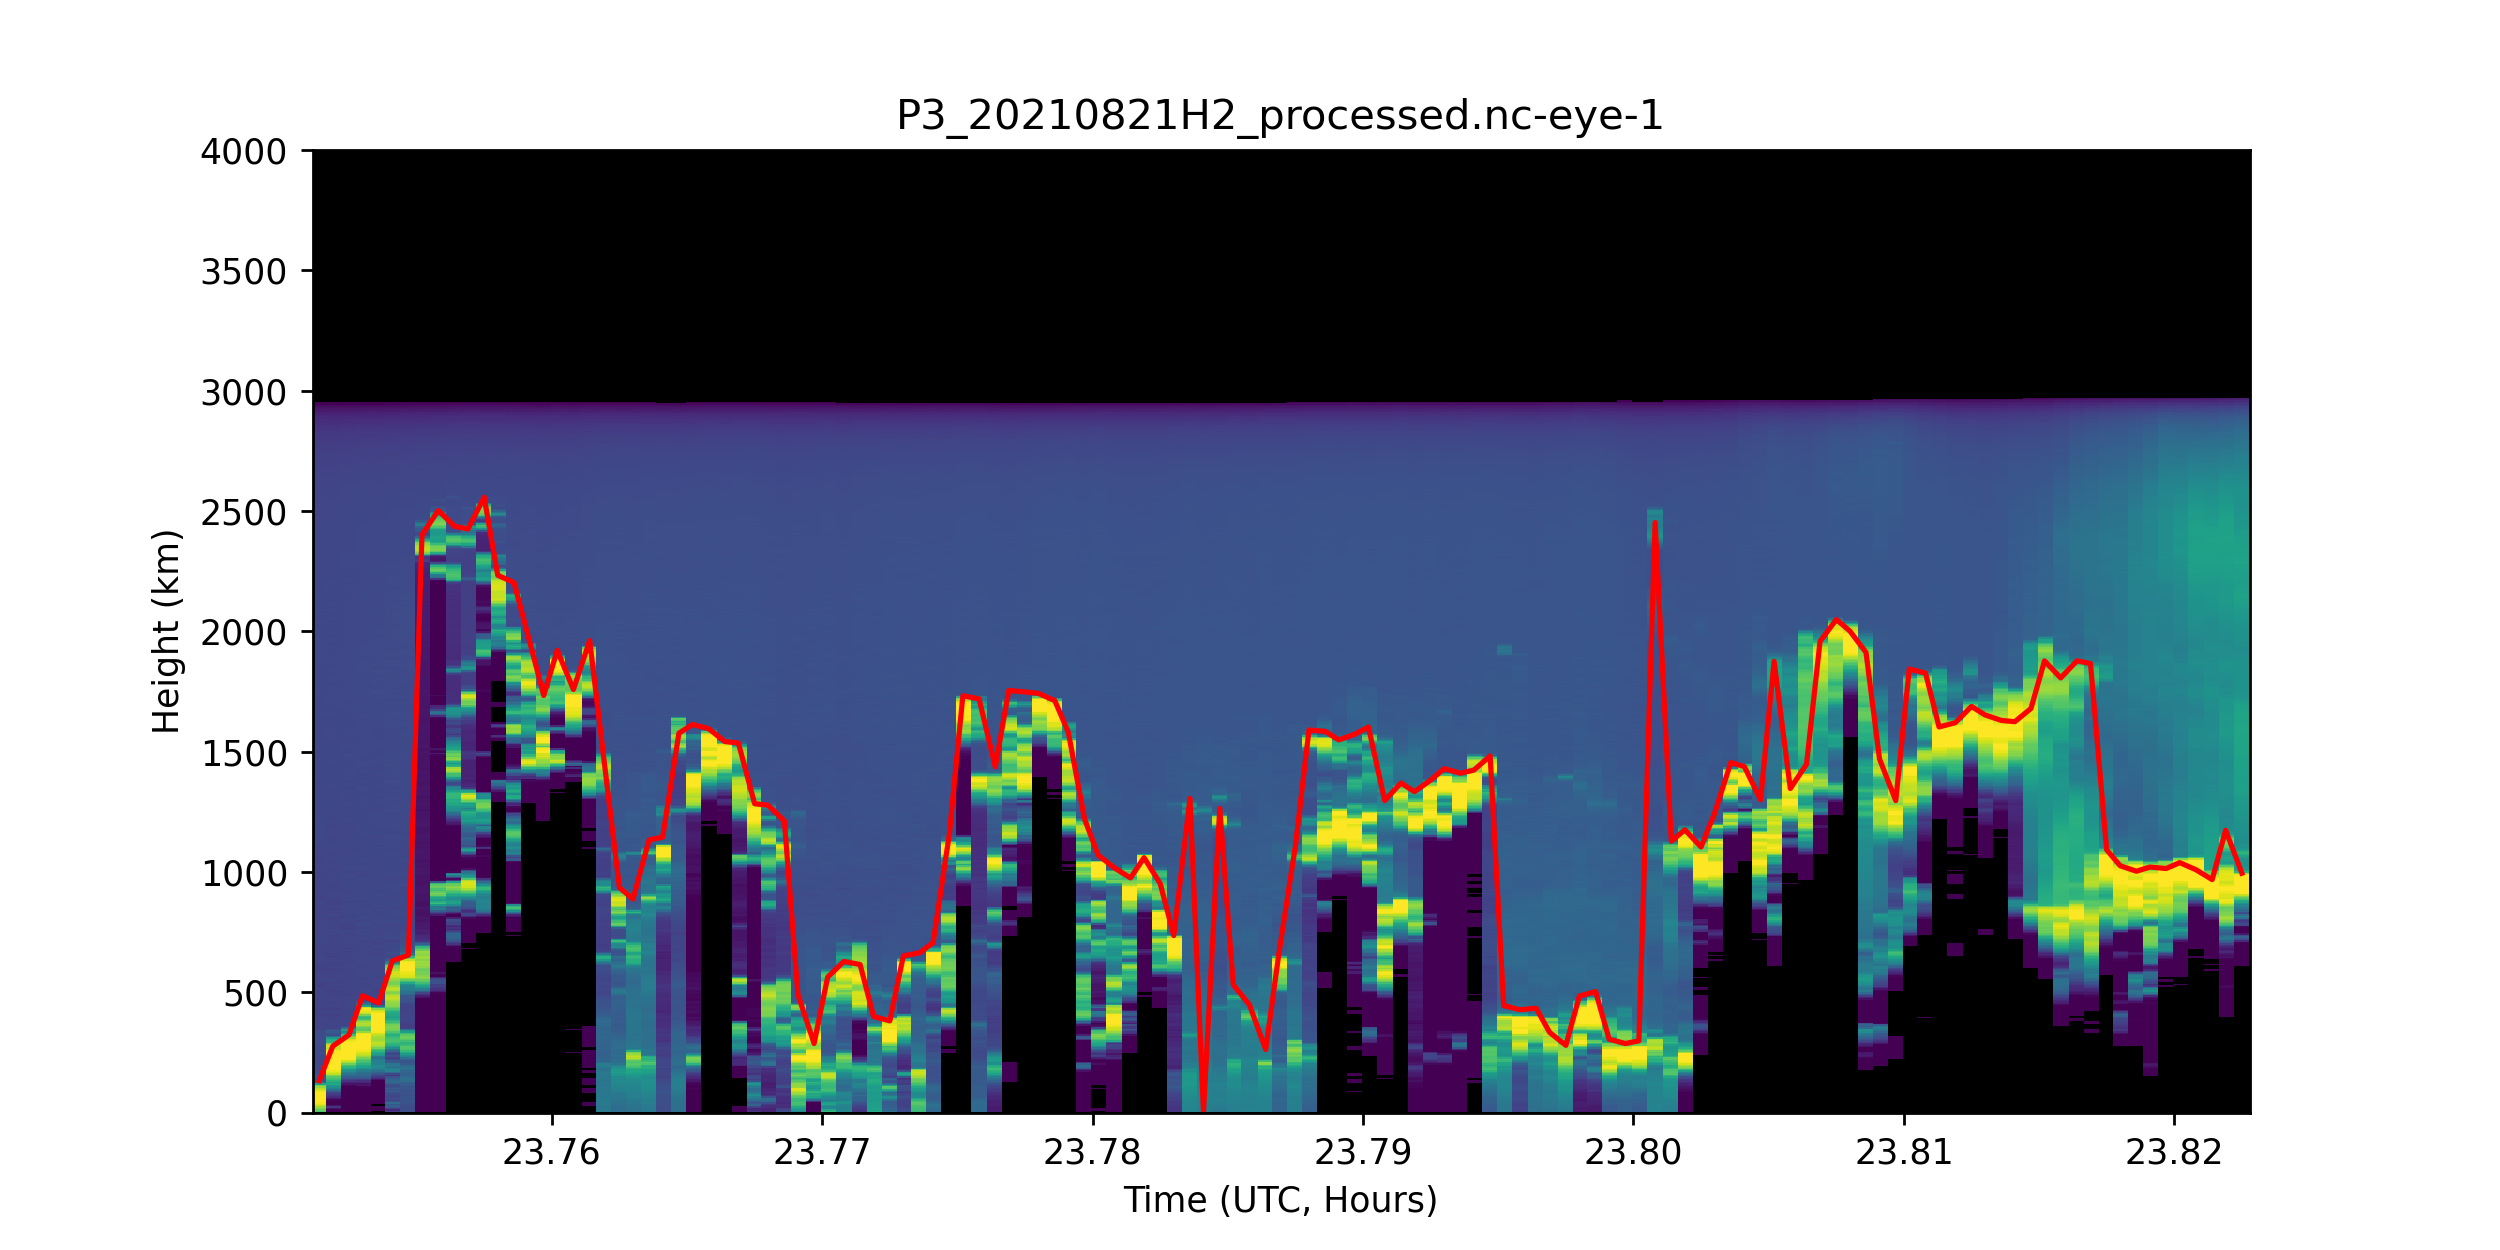 P3_20210821H2_processed.nc-eye-1
4000
3500
3000
2500
2000
1500
1000
500
0
Height (km)
23.76 23.77 23.78 23.79 23.80 23.81 23.82
Time (UTC, Hours)